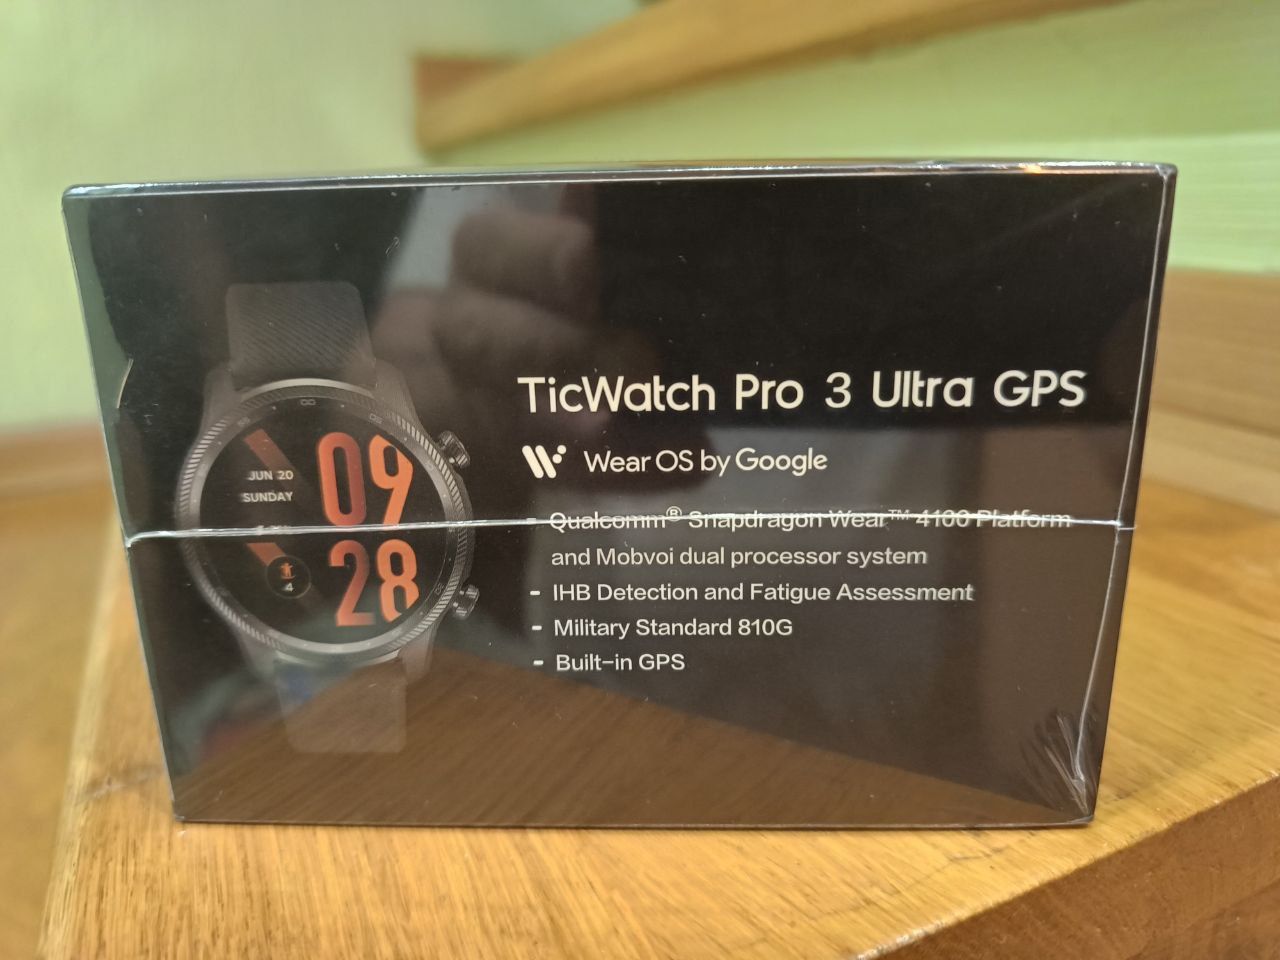 JUN 20
SUNDAY
09
28
4
TicWatch Pro 3 Ultra GPS
Wear OS by Google
- Qualcomm® Snapdragon Wear™ 4100 Platform
and Mobvoi dual processor system
- IHB Detection and Fatigue Assessment
- Military Standard 810G
- Built-in GPS